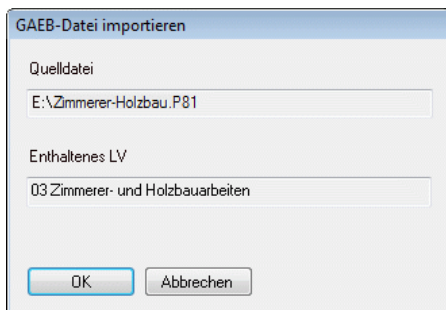 GAEB-Datei importieren
Quelldatei
E:\Zimmerer-Holzbau.P81
Enthaltenes LV
03 Zimmerer- und Holzbauarbeiten
OK Abbrechen